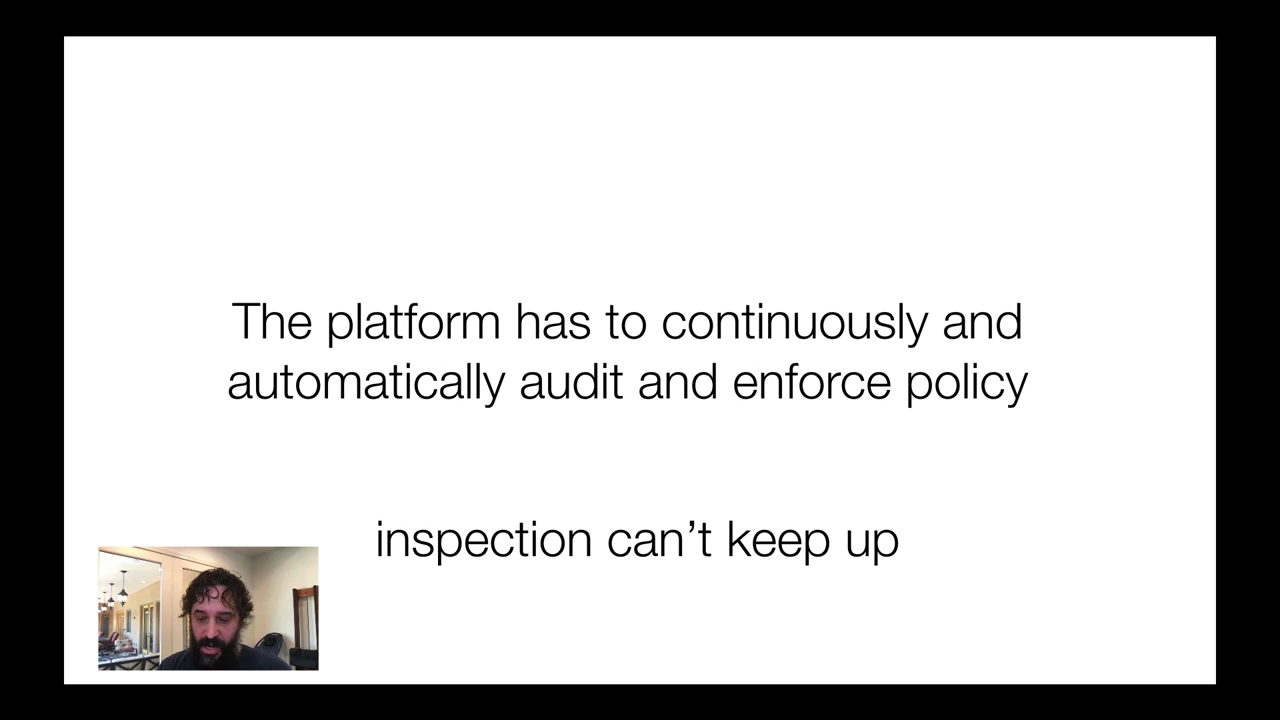 The platform has to continuously and
automatically audit and enforce policy
inspection can’t keep up